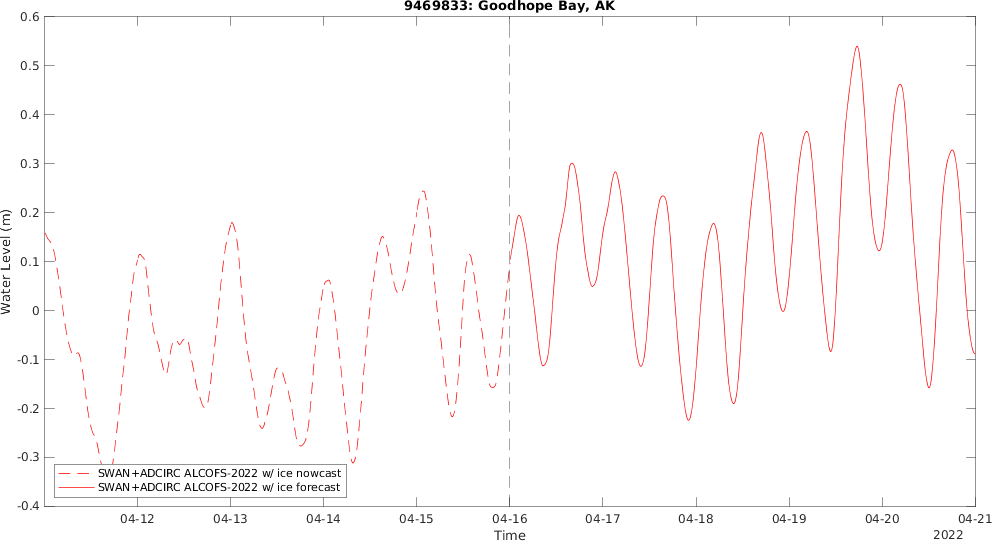 9469833: Goodhope Bay, AK
Water Level (m)
0.6
0.5
0.4
0.3
0.2
0.1
0
-0.1
-0.2
-0.3
-0.4
SWAN+ADCIRC ALCOFS-2022 w/ ice nowcast
SWAN+ADCIRC ALCOFS-2022 w/ ice forecast
04-12 04-13 04-14 04-15 04-16 04-17 04-18 04-19 04-20 04-21
Time
2022